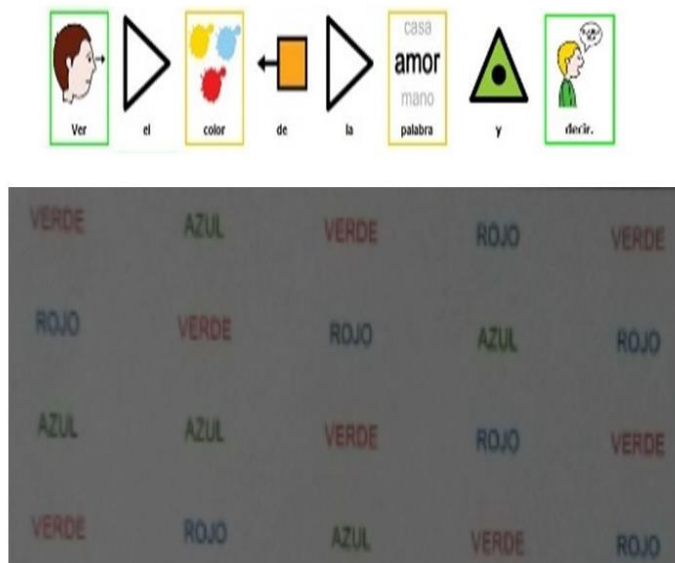 casa
amor
mano
Ver el color de la palabra y decir.
VERDE AZUL VERDE ROJO VERDE
ROJO VERDE ROJO AZUL ROJO
AZUL AZUL VERDE ROJO VERDE
VERDE ROJO AZUL VERDE ROJO